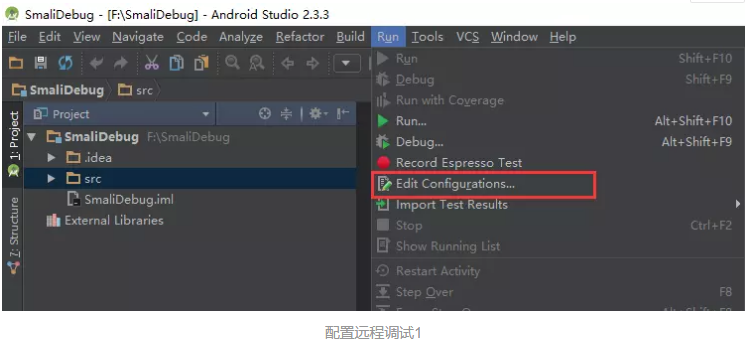 SmaliDebug - [F:\SmaliDebug] - Android Studio 2.3.3
File Edit View Navigate Code Analyze Refactor Build Run Tools VCS Window Help
SmaliDebug src
Project
SmaliDebug F:\SmaliDebug
.idea
src
SmaliDebug.iml
External Libraries
1: Project
7: Structure
Run Shift+F10
Debug Shift+F9
Run with Coverage
Run... Alt+Shift+F10
Debug... Alt+Shift+F9
Record Espresso Test
Edit Configurations...
Import Test Results
Stop Ctrl+F2
Show Running List
Restart Activity
Step Over F8
配置远程调试1